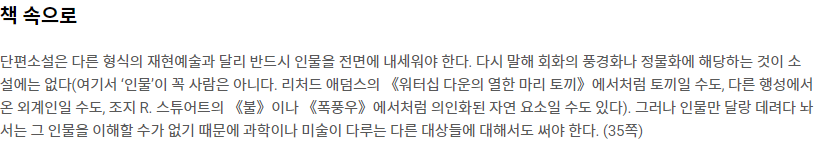 책 속으로
단편소설은 다른 형식의 재현예술과 달리 반드시 인물을 전면에 내세워야 한다. 다시 말해 회화의 풍경화나 정물화에 해당하는 것이 소
설에는 없다(여기서 ‘인물’이 꼭 사람은 아니다. 리처드 애덤스의 《워터십 다운의 열한 마리 토끼》에서처럼 토끼일 수도, 다른 행성에서
온 외계인일 수도, 조지 R. 스튜어트의 《불》이나 《폭풍우》에서처럼 의인화된 자연 요소일 수도 있다). 그러나 인물만 달랑 데려다 놔
서는 그 인물을 이해할 수가 없기 때문에 과학이나 미술이 다루는 다른 대상들에 대해서도 써야 한다. (35쪽)